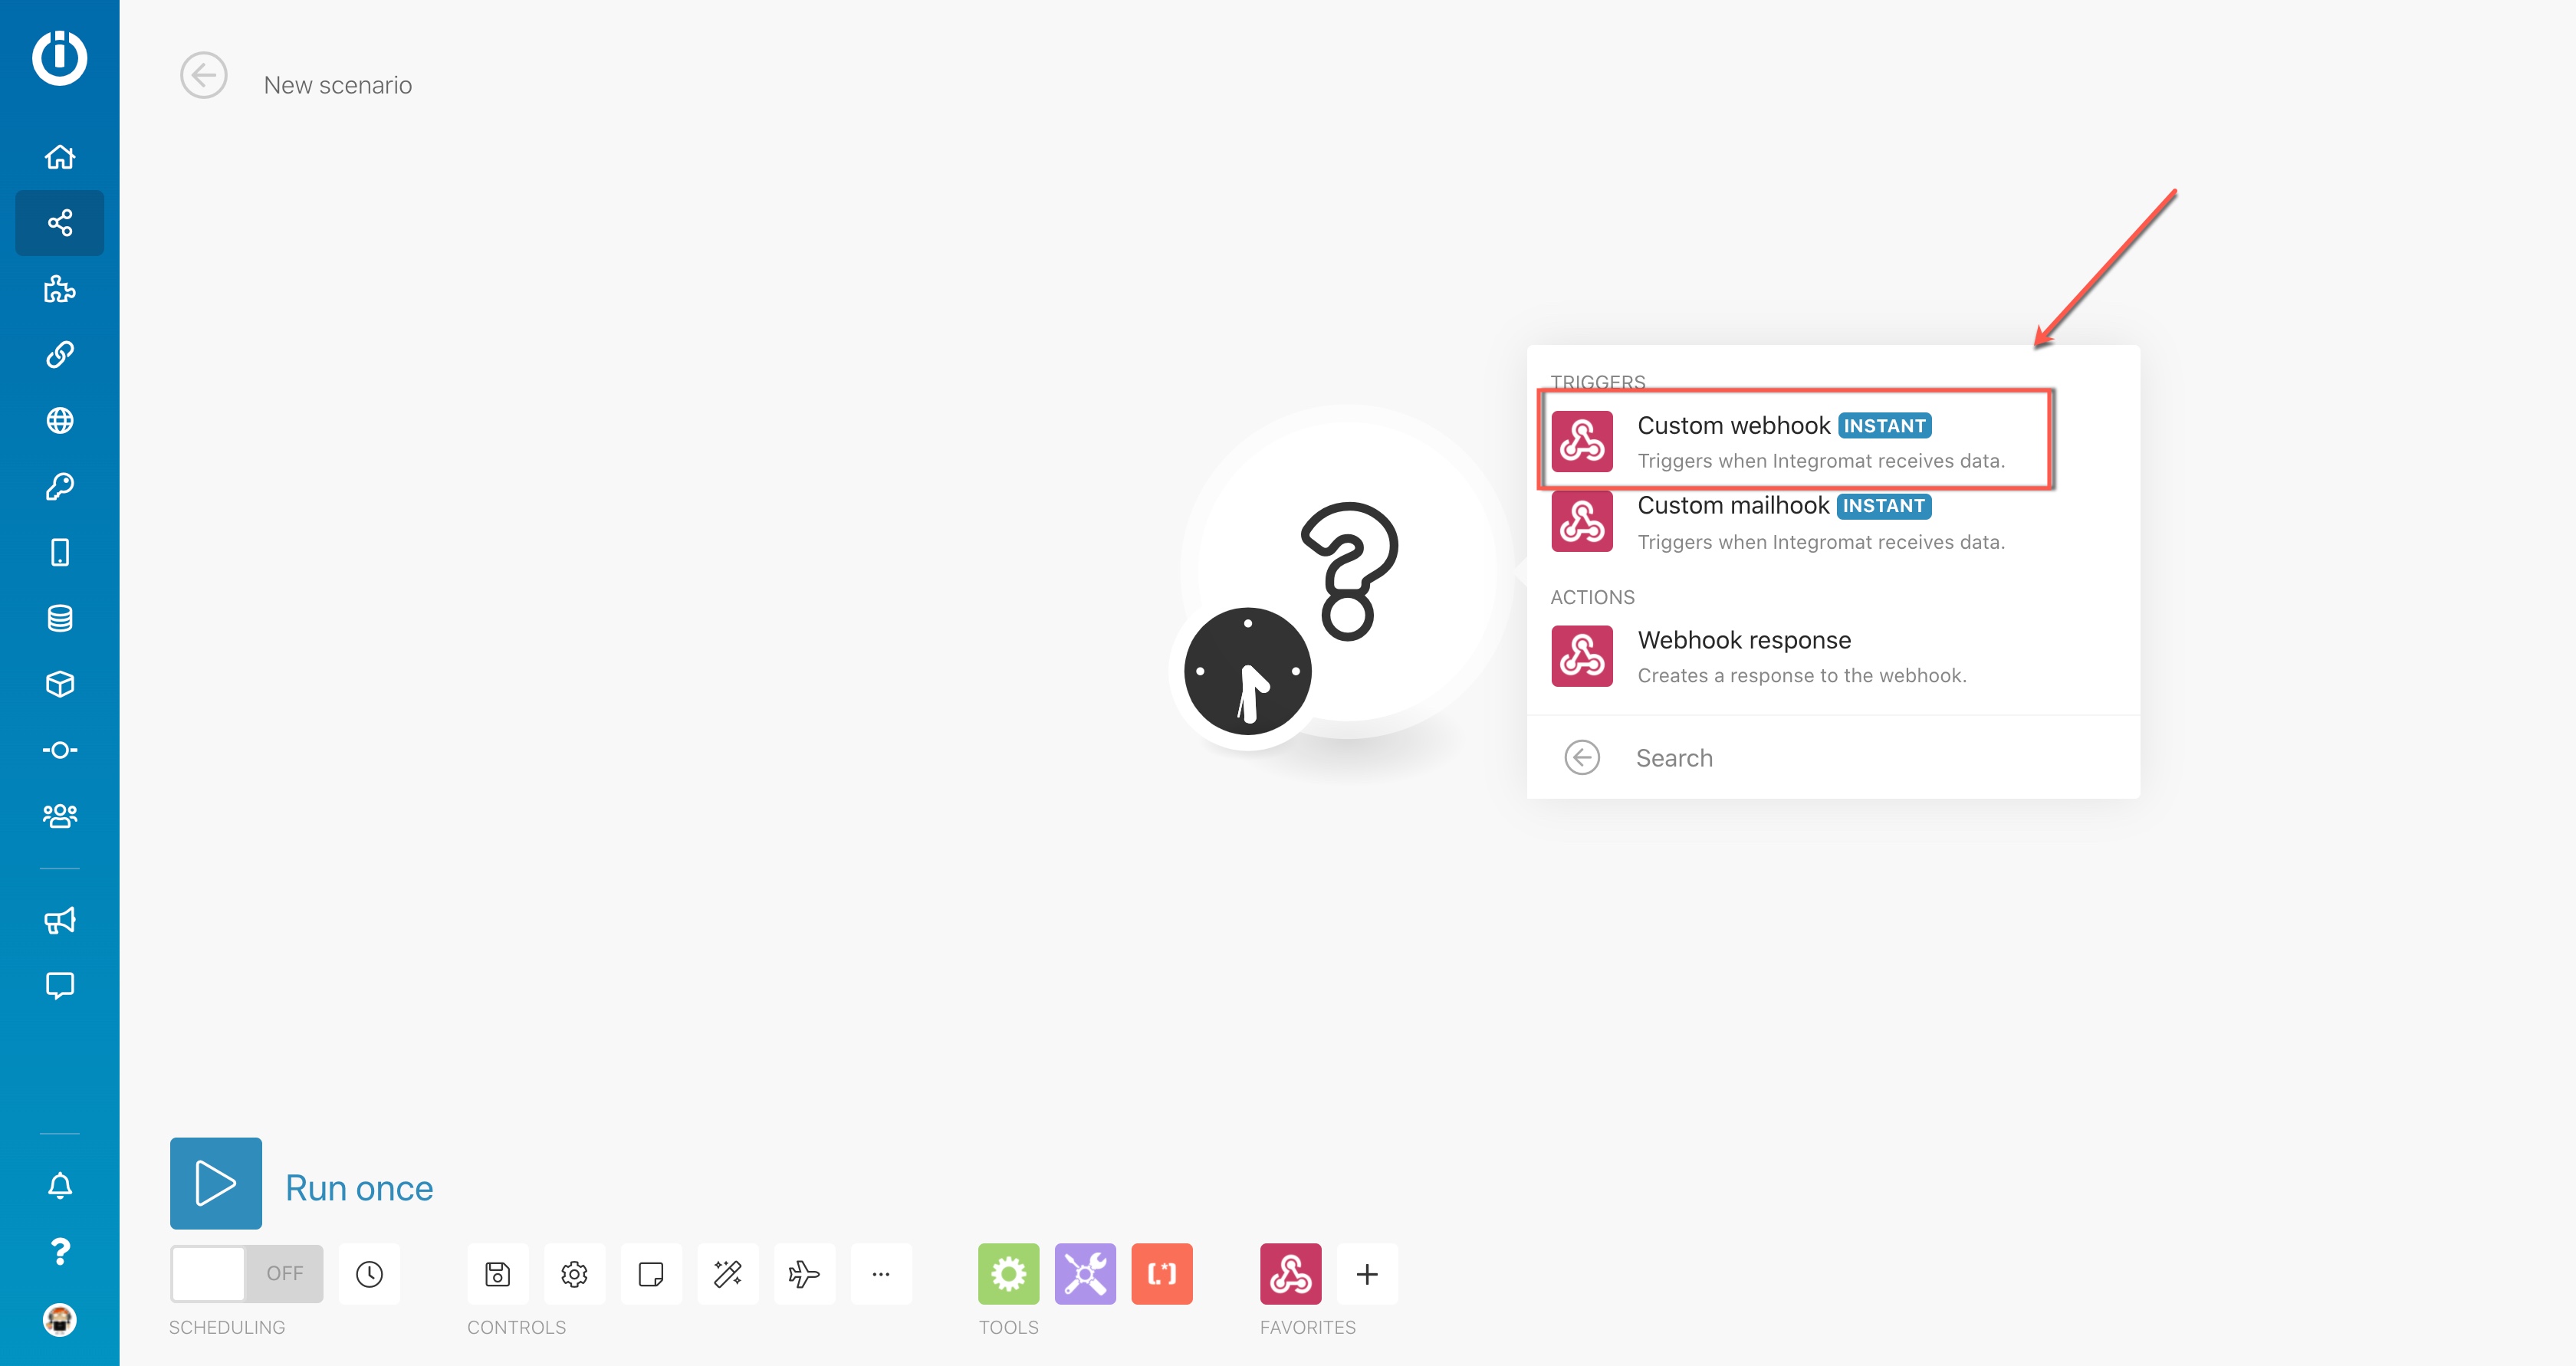 New scenario
TRIGGERS
Custom webhook INSTANT
Triggers when Integromat receives data.
Custom mailhook INSTANT
Triggers when Integromat receives data.
ACTIONS
Webhook response
Creates a response to the webhook.
Search
Run once
OFF
SCHEDULING
CONTROLS
TOOLS
FAVORITES